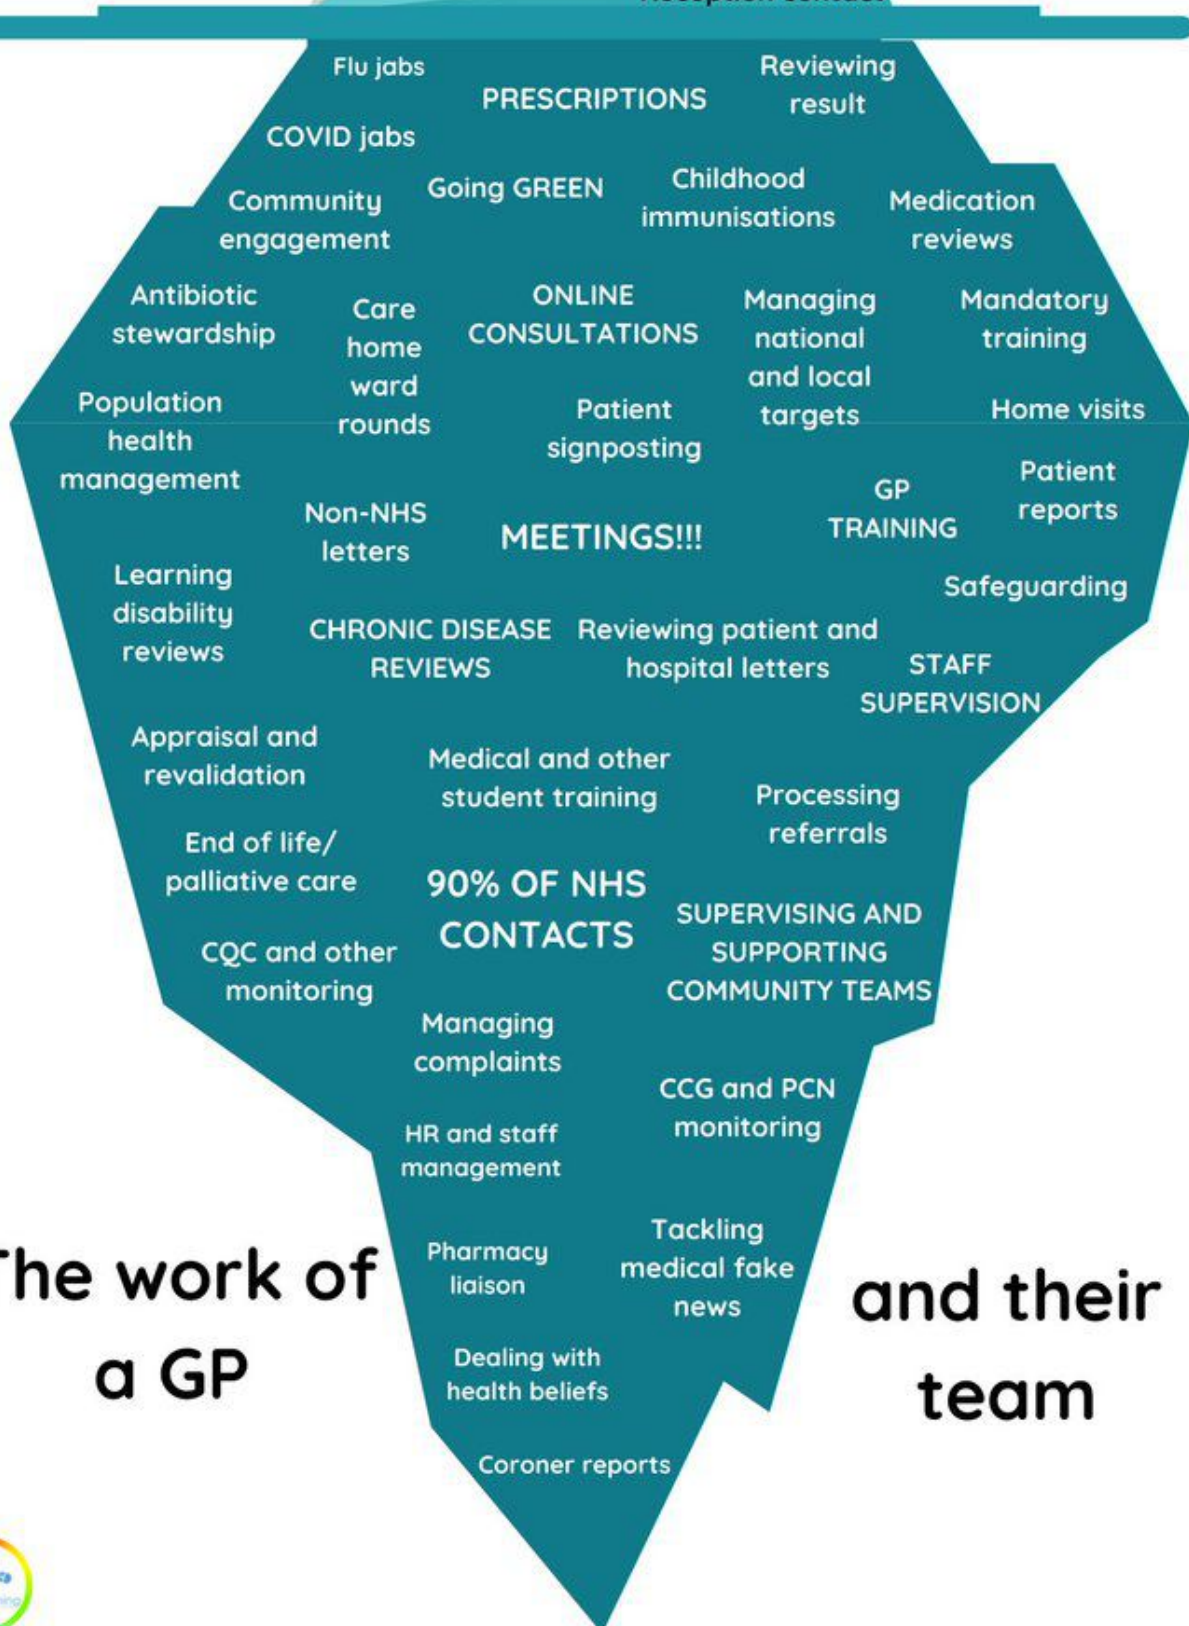 Reception contact
Flu jabs
PRESCRIPTIONS
Reviewing
result
COVID jabs
Going GREEN
Childhood
immunisations
Community
engagement
Medication
reviews
Antibiotic
stewardship
Care
home
ward
rounds
ONLINE
CONSULTATIONS
Managing
national
and local
targets
Mandatory
training
Population
health
management
Patient
signposting
Home visits
Non-NHS
letters
MEETINGS!!!
GP
TRAINING
Patient
reports
Learning
disability
reviews
Safeguarding
CHRONIC DISEASE
REVIEWS
Reviewing patient and
hospital letters
STAFF
SUPERVISION
Appraisal and
revalidation
Medical and other
student training
Processing
referrals
End of life/
palliative care
90% OF NHS
CONTACTS
SUPERVISING AND
SUPPORTING
COMMUNITY TEAMS
CQC and other
monitoring
Managing
complaints
CCG and PCN
monitoring
HR and staff
management
Pharmacy
liaison
Tackling
medical fake
news
Dealing with
health beliefs
Coroner reports
The work of
a GP
and their
team